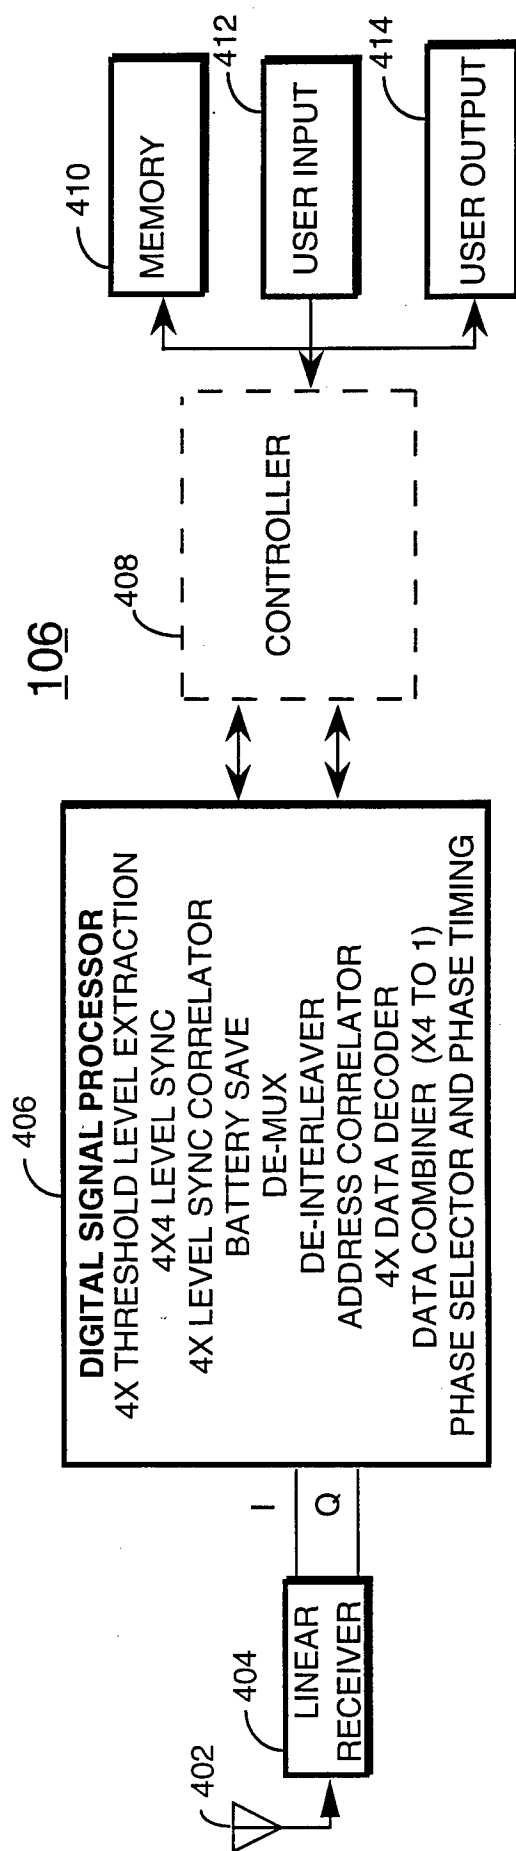 106
402
404
LINEAR
RECEIVER
I
Q
406
DIGITAL SIGNAL PROCESSOR
4X THRESHOLD LEVEL EXTRACTION
4X4 LEVEL SYNC
4X LEVEL SYNC CORRELATOR
BATTERY SAVE
DE-MUX
DE-INTERLEAVER
ADDRESS CORRELATOR
4X DATA DECODER
DATA COMBINER (X4 TO 1)
PHASE SELECTOR AND PHASE TIMING
408
CONTROLLER
410
MEMORY
412
USER INPUT
414
USER OUTPUT